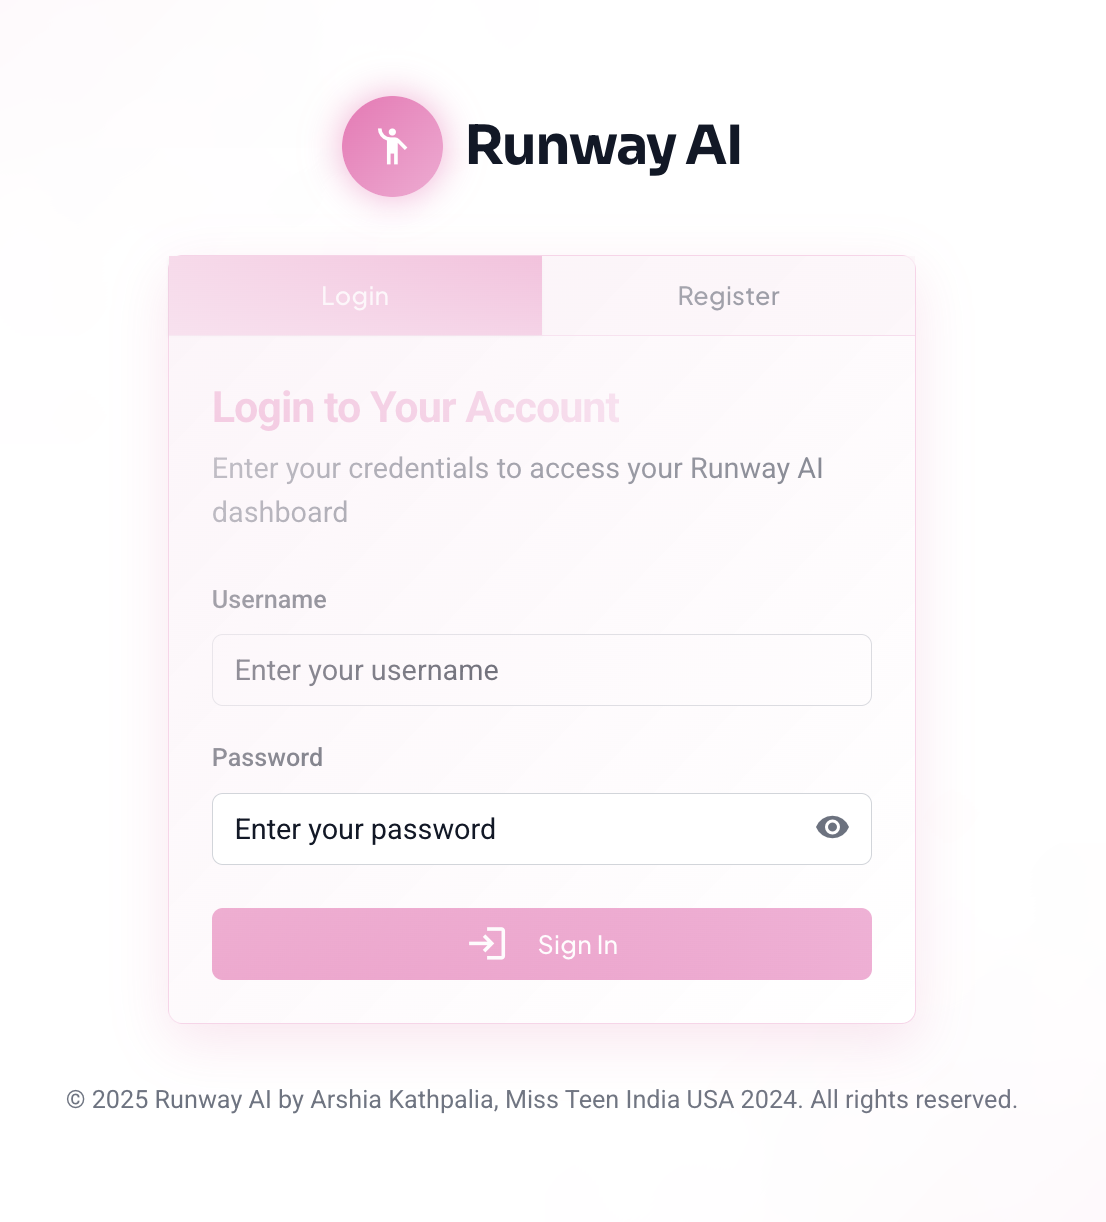 Runway AI
Login
Register
Login to Your Account
Enter your credentials to access your Runway AI
dashboard
Username
Enter your username
Password
Enter your password
Sign In
© 2025 Runway AI by Arshia Kathpalia, Miss Teen India USA 2024. All rights reserved.